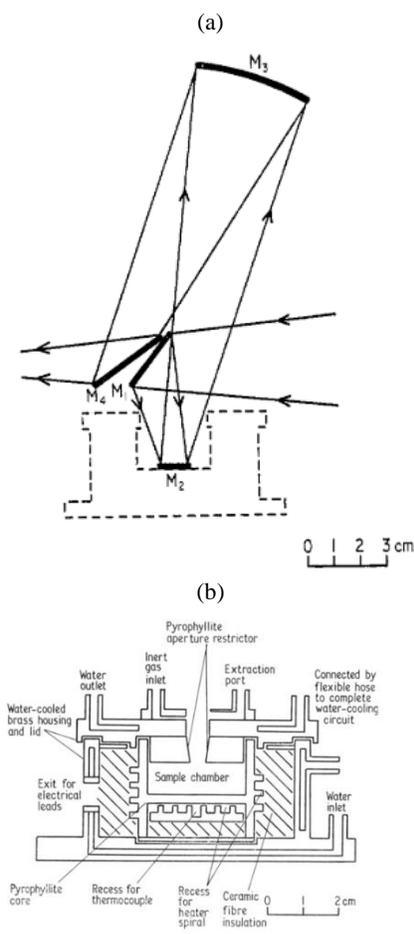 (a)
M3
M4
M1
M2
0 1 2 3 cm
(b)
Pyrophyllite
aperture restrictor
Water
outlet
Inert
gas
inlet
Extraction
port
Connected by
flexible hose to complete
water-cooling
circuit
Water-cooled
brass housing
and lid
Sample chamber
Exit for
electrical
leads
Water
inlet
Pyrophyllite
core
Recess for
thermocouple
Recess
for
heater
spiral
Ceramic
fibre
insulation
0 1 2 cm